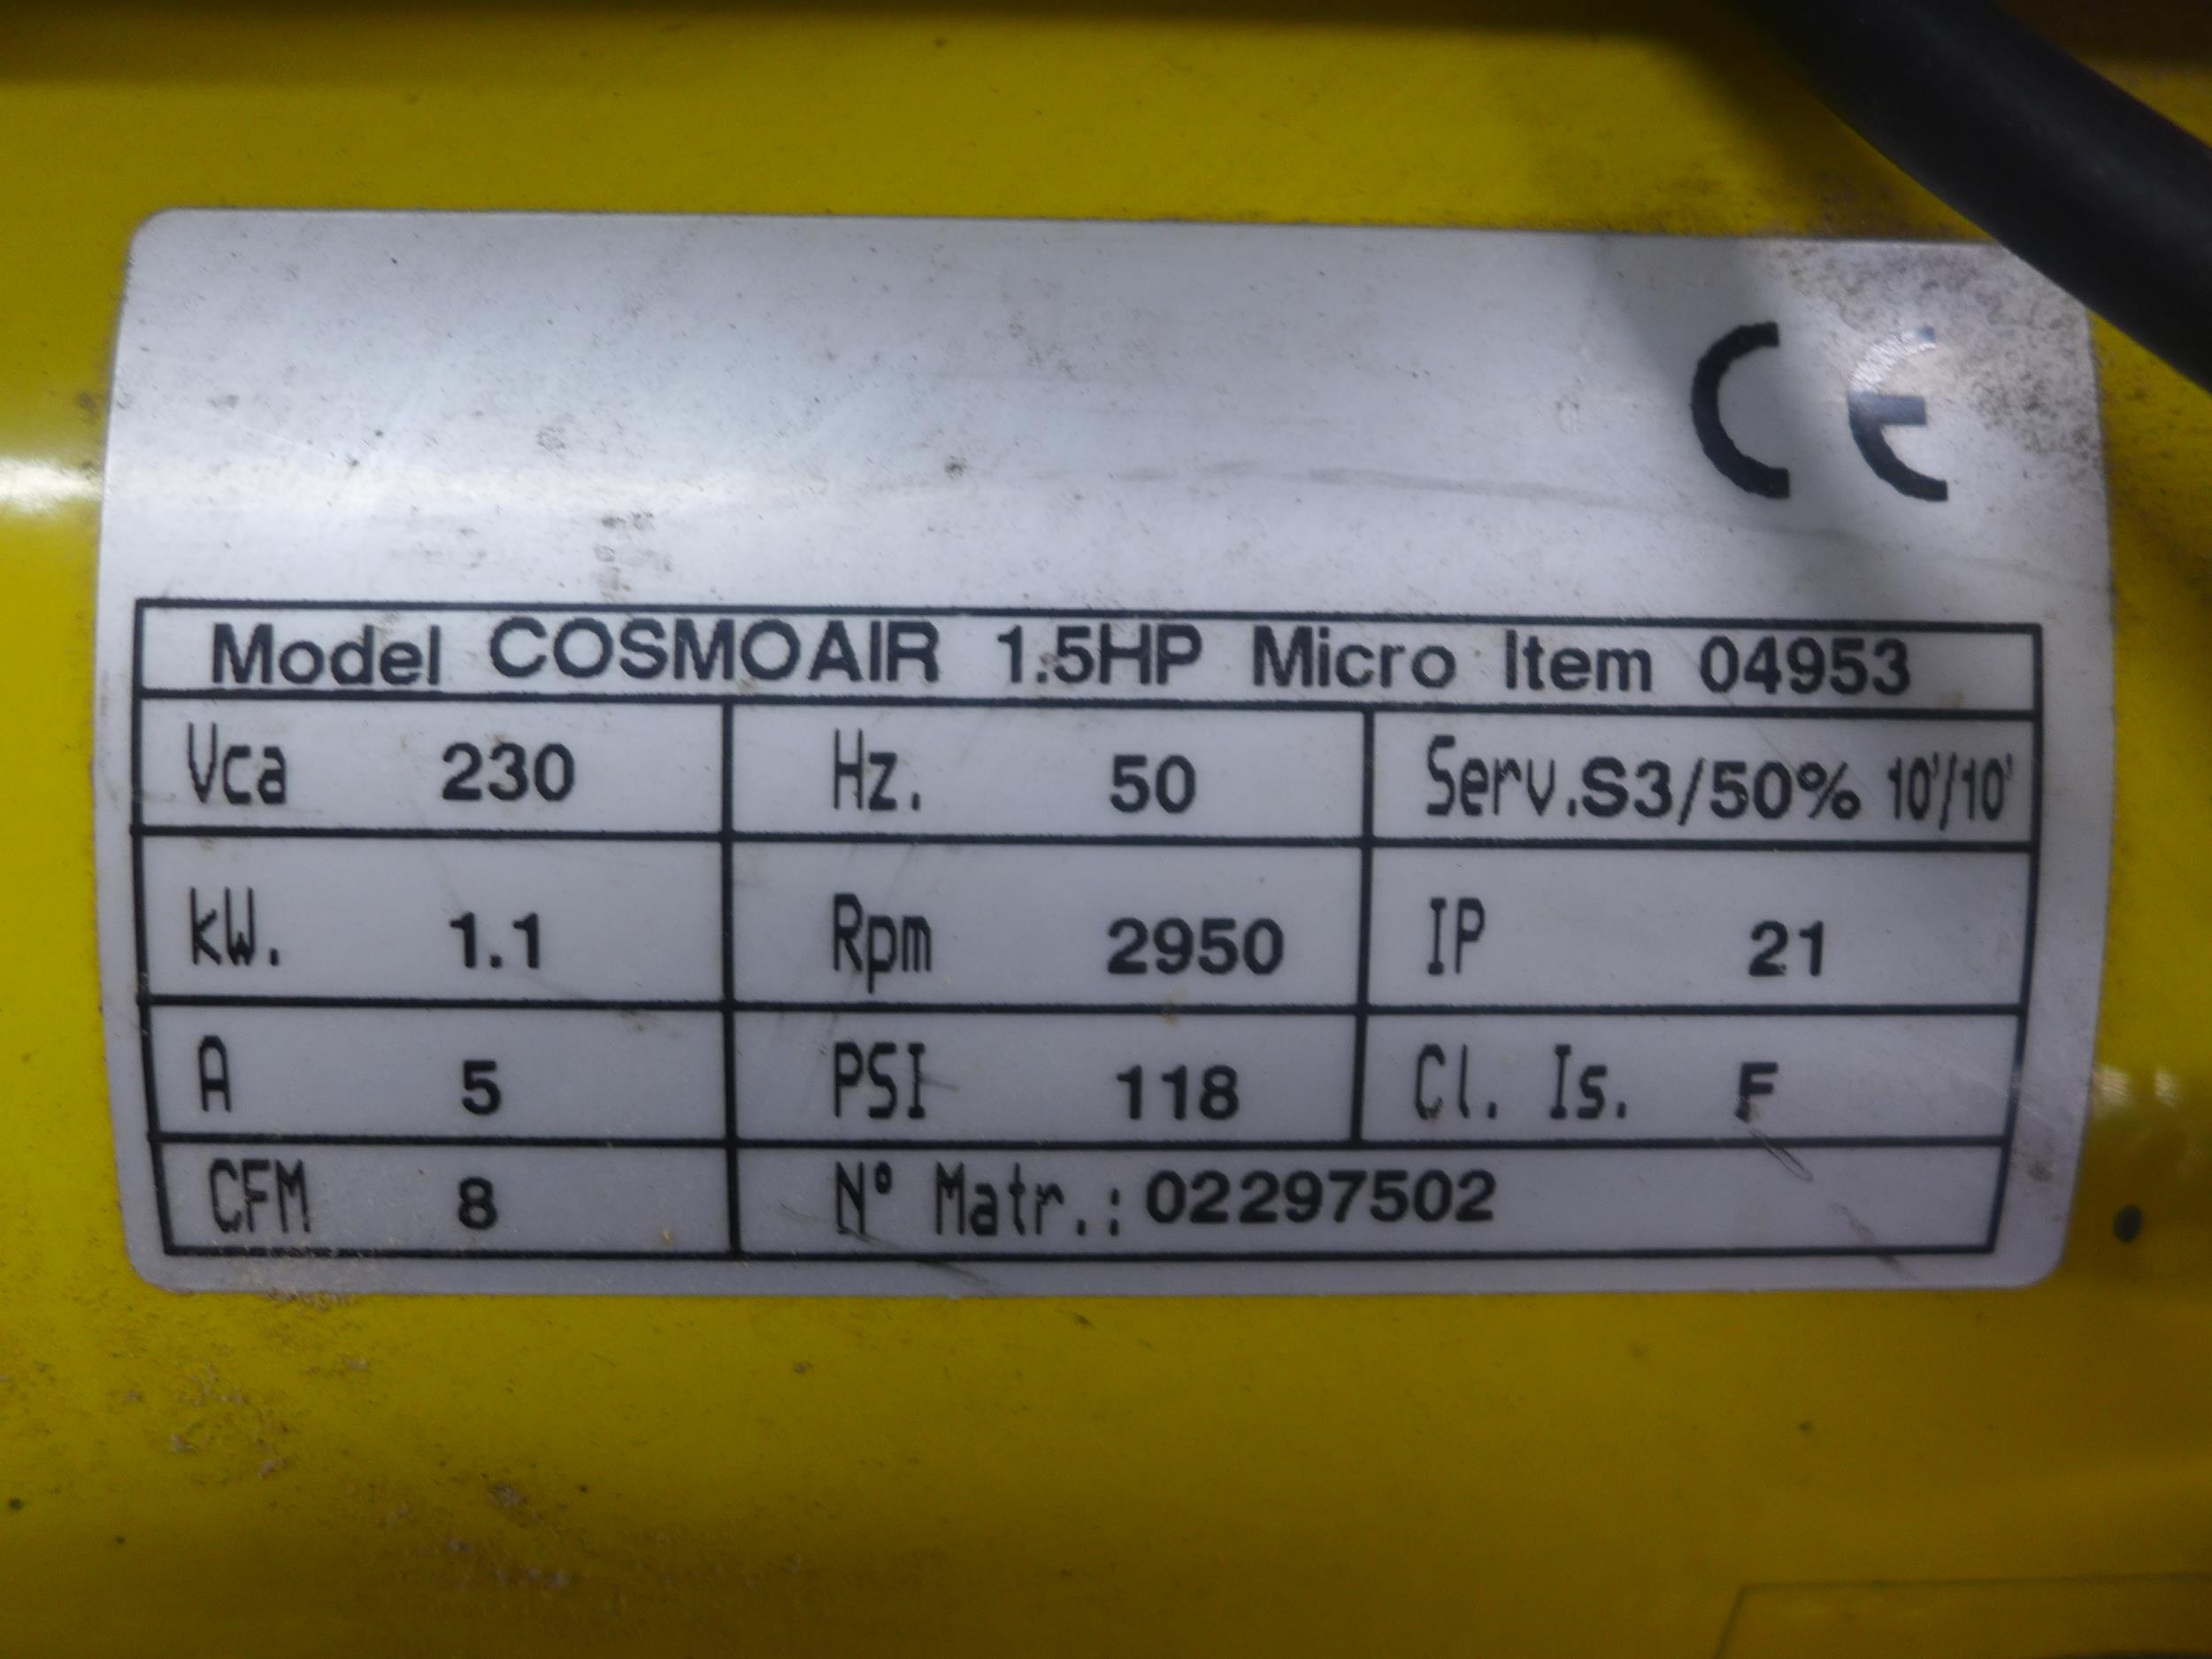 CE
Model COSMOAIR 1.5HP Micro Item 04953
Vca 230 Hz. 50 Serv.S3/50% 10'/10'
kW. 1.1 Rpm 2950 IP 21
A 5 PSI 118 Cl. Is. F
CFM 8 N° Matr.: 02297502